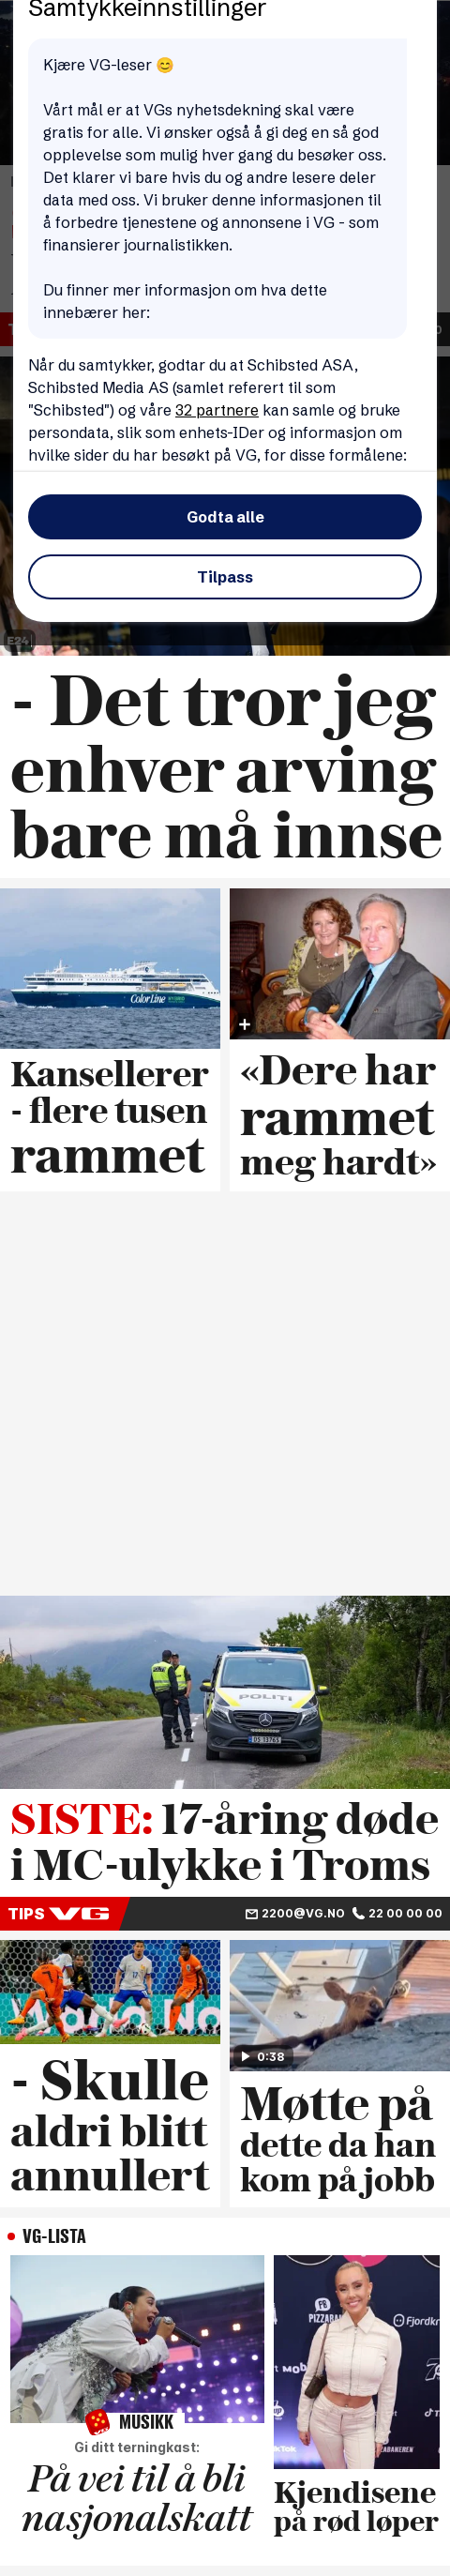 Samtykkeinnstillinger
Kjære VG-leser 😊
Vårt mål er at VGs nyhetsdekning skal være
gratis for alle. Vi ønsker også å gi deg en så god
opplevelse som mulig hver gang du besøker oss.
Det klarer vi bare hvis du og andre lesere deler
data med oss. Vi bruker denne informasjonen til
å forbedre tjenestene og annonsene i VG - som
finansierer journalistikken.
Du finner mer informasjon om hva dette
innebærer her:
Når du samtykker, godtar du at Schibsted ASA,
Schibsted Media AS (samlet referert til som
"Schibsted") og våre 32 partnere kan samle og bruke
persondata, slik som enhets-IDer og informasjon om
hvilke sider du har besøkt på VG, for disse formålene:
Godta alle
Tilpass
E24
- Det tror jeg
enhver arving
bare må innse
Color Line
Kansellerer
- flere tusen
rammet
«Dere har
rammet
meg hardt»
POLITI
SISTE: 17-åring døde
i MC-ulykke i Troms
TIPS VG 2200@VG.NO 22 00 00 00
- Skulle
aldri blitt
annullert
0:38
Møtte på
dette da han
kom på jobb
VG-LISTA
MUSIKK
Gi ditt terningkast:
På vei til å bli
nasjonalskatt
Kjendisene
på rød løper